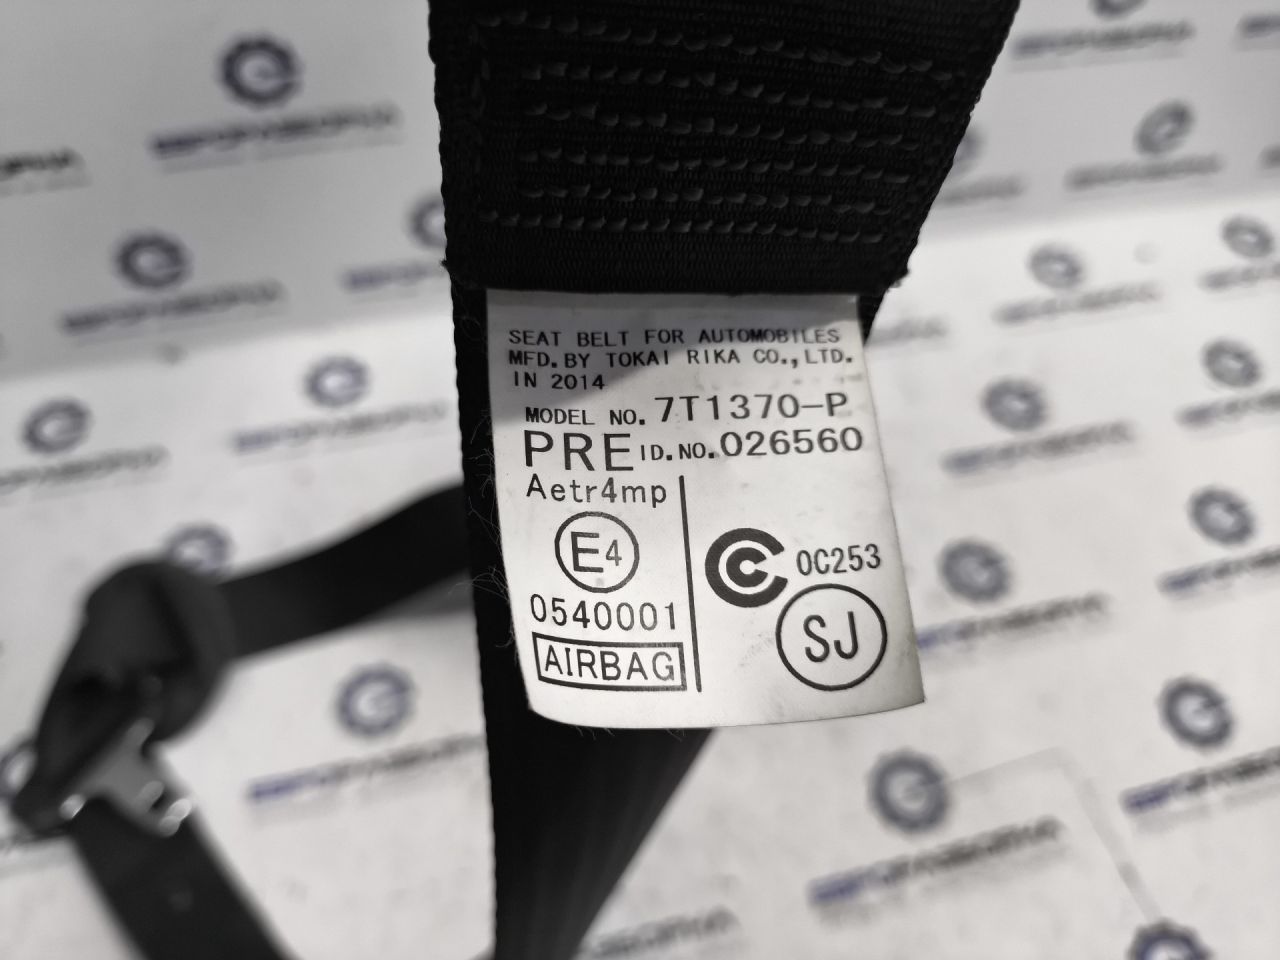 SEAT BELT FOR AUTOMOBILES
MFD. BY TOKAI RIKA CO., LTD.
IN 2014
MODEL NO. 7T1370-P
PRE ID. NO. 026560
Aetr4mp
E4
0540001
AIRBAG
0C253
SJ